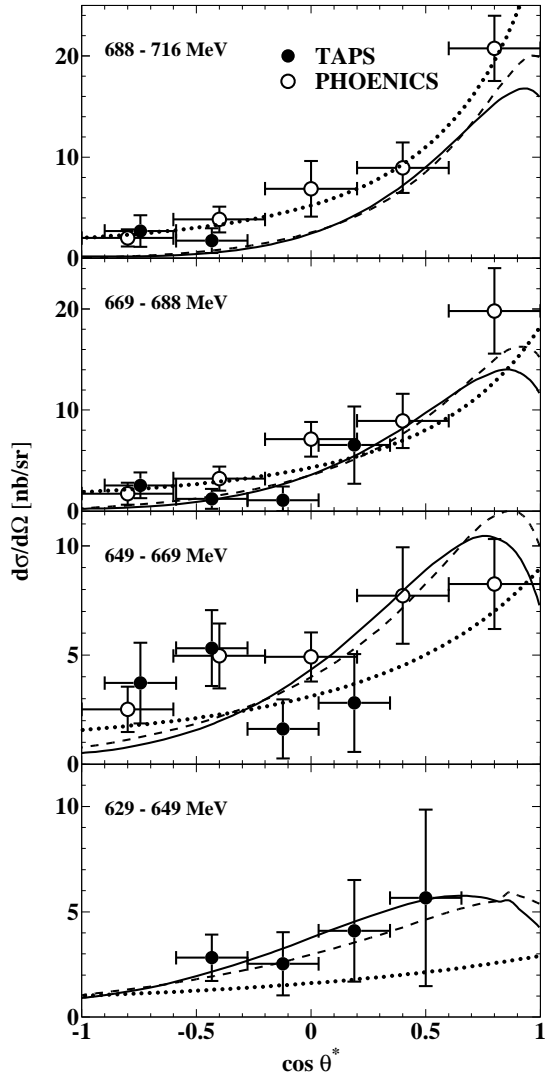 20
688 - 716 MeV
TAPS
PHOENICS
10
0
20
669 - 688 MeV
10
0
dσ/dΩ [nb/sr]
10
649 - 669 MeV
5
0
10
629 - 649 MeV
5
0
-1 -0.5 0 0.5 1
cos θ*